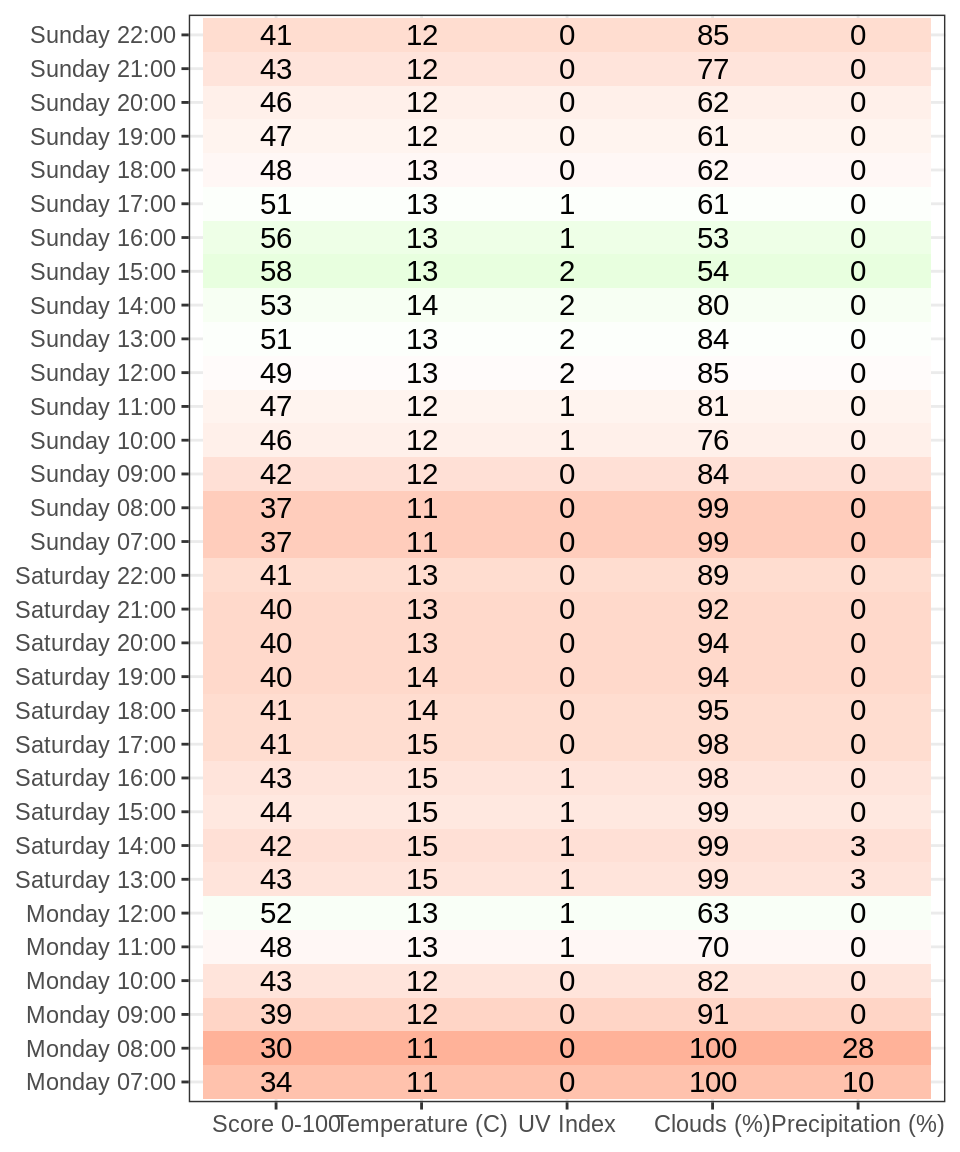 Sunday 22:00 41 12 0 85 0
Sunday 21:00 43 12 0 77 0
Sunday 20:00 46 12 0 62 0
Sunday 19:00 47 12 0 61 0
Sunday 18:00 48 13 0 62 0
Sunday 17:00 51 13 1 61 0
Sunday 16:00 56 13 1 53 0
Sunday 15:00 58 13 2 54 0
Sunday 14:00 53 14 2 80 0
Sunday 13:00 51 13 2 84 0
Sunday 12:00 49 13 2 85 0
Sunday 11:00 47 12 1 81 0
Sunday 10:00 46 12 1 76 0
Sunday 09:00 42 12 0 84 0
Sunday 08:00 37 11 0 99 0
Sunday 07:00 37 11 0 99 0
Saturday 22:00 41 13 0 89 0
Saturday 21:00 40 13 0 92 0
Saturday 20:00 40 13 0 94 0
Saturday 19:00 40 14 0 94 0
Saturday 18:00 41 14 0 95 0
Saturday 17:00 41 15 0 98 0
Saturday 16:00 43 15 1 98 0
Saturday 15:00 44 15 1 99 0
Saturday 14:00 42 15 1 99 3
Saturday 13:00 43 15 1 99 3
Monday 12:00 52 13 1 63 0
Monday 11:00 48 13 1 70 0
Monday 10:00 43 12 0 82 0
Monday 09:00 39 12 0 91 0
Monday 08:00 30 11 0 100 28
Monday 07:00 34 11 0 100 10
Score 0-100 Temperature (C) UV Index Clouds (%) Precipitation (%)